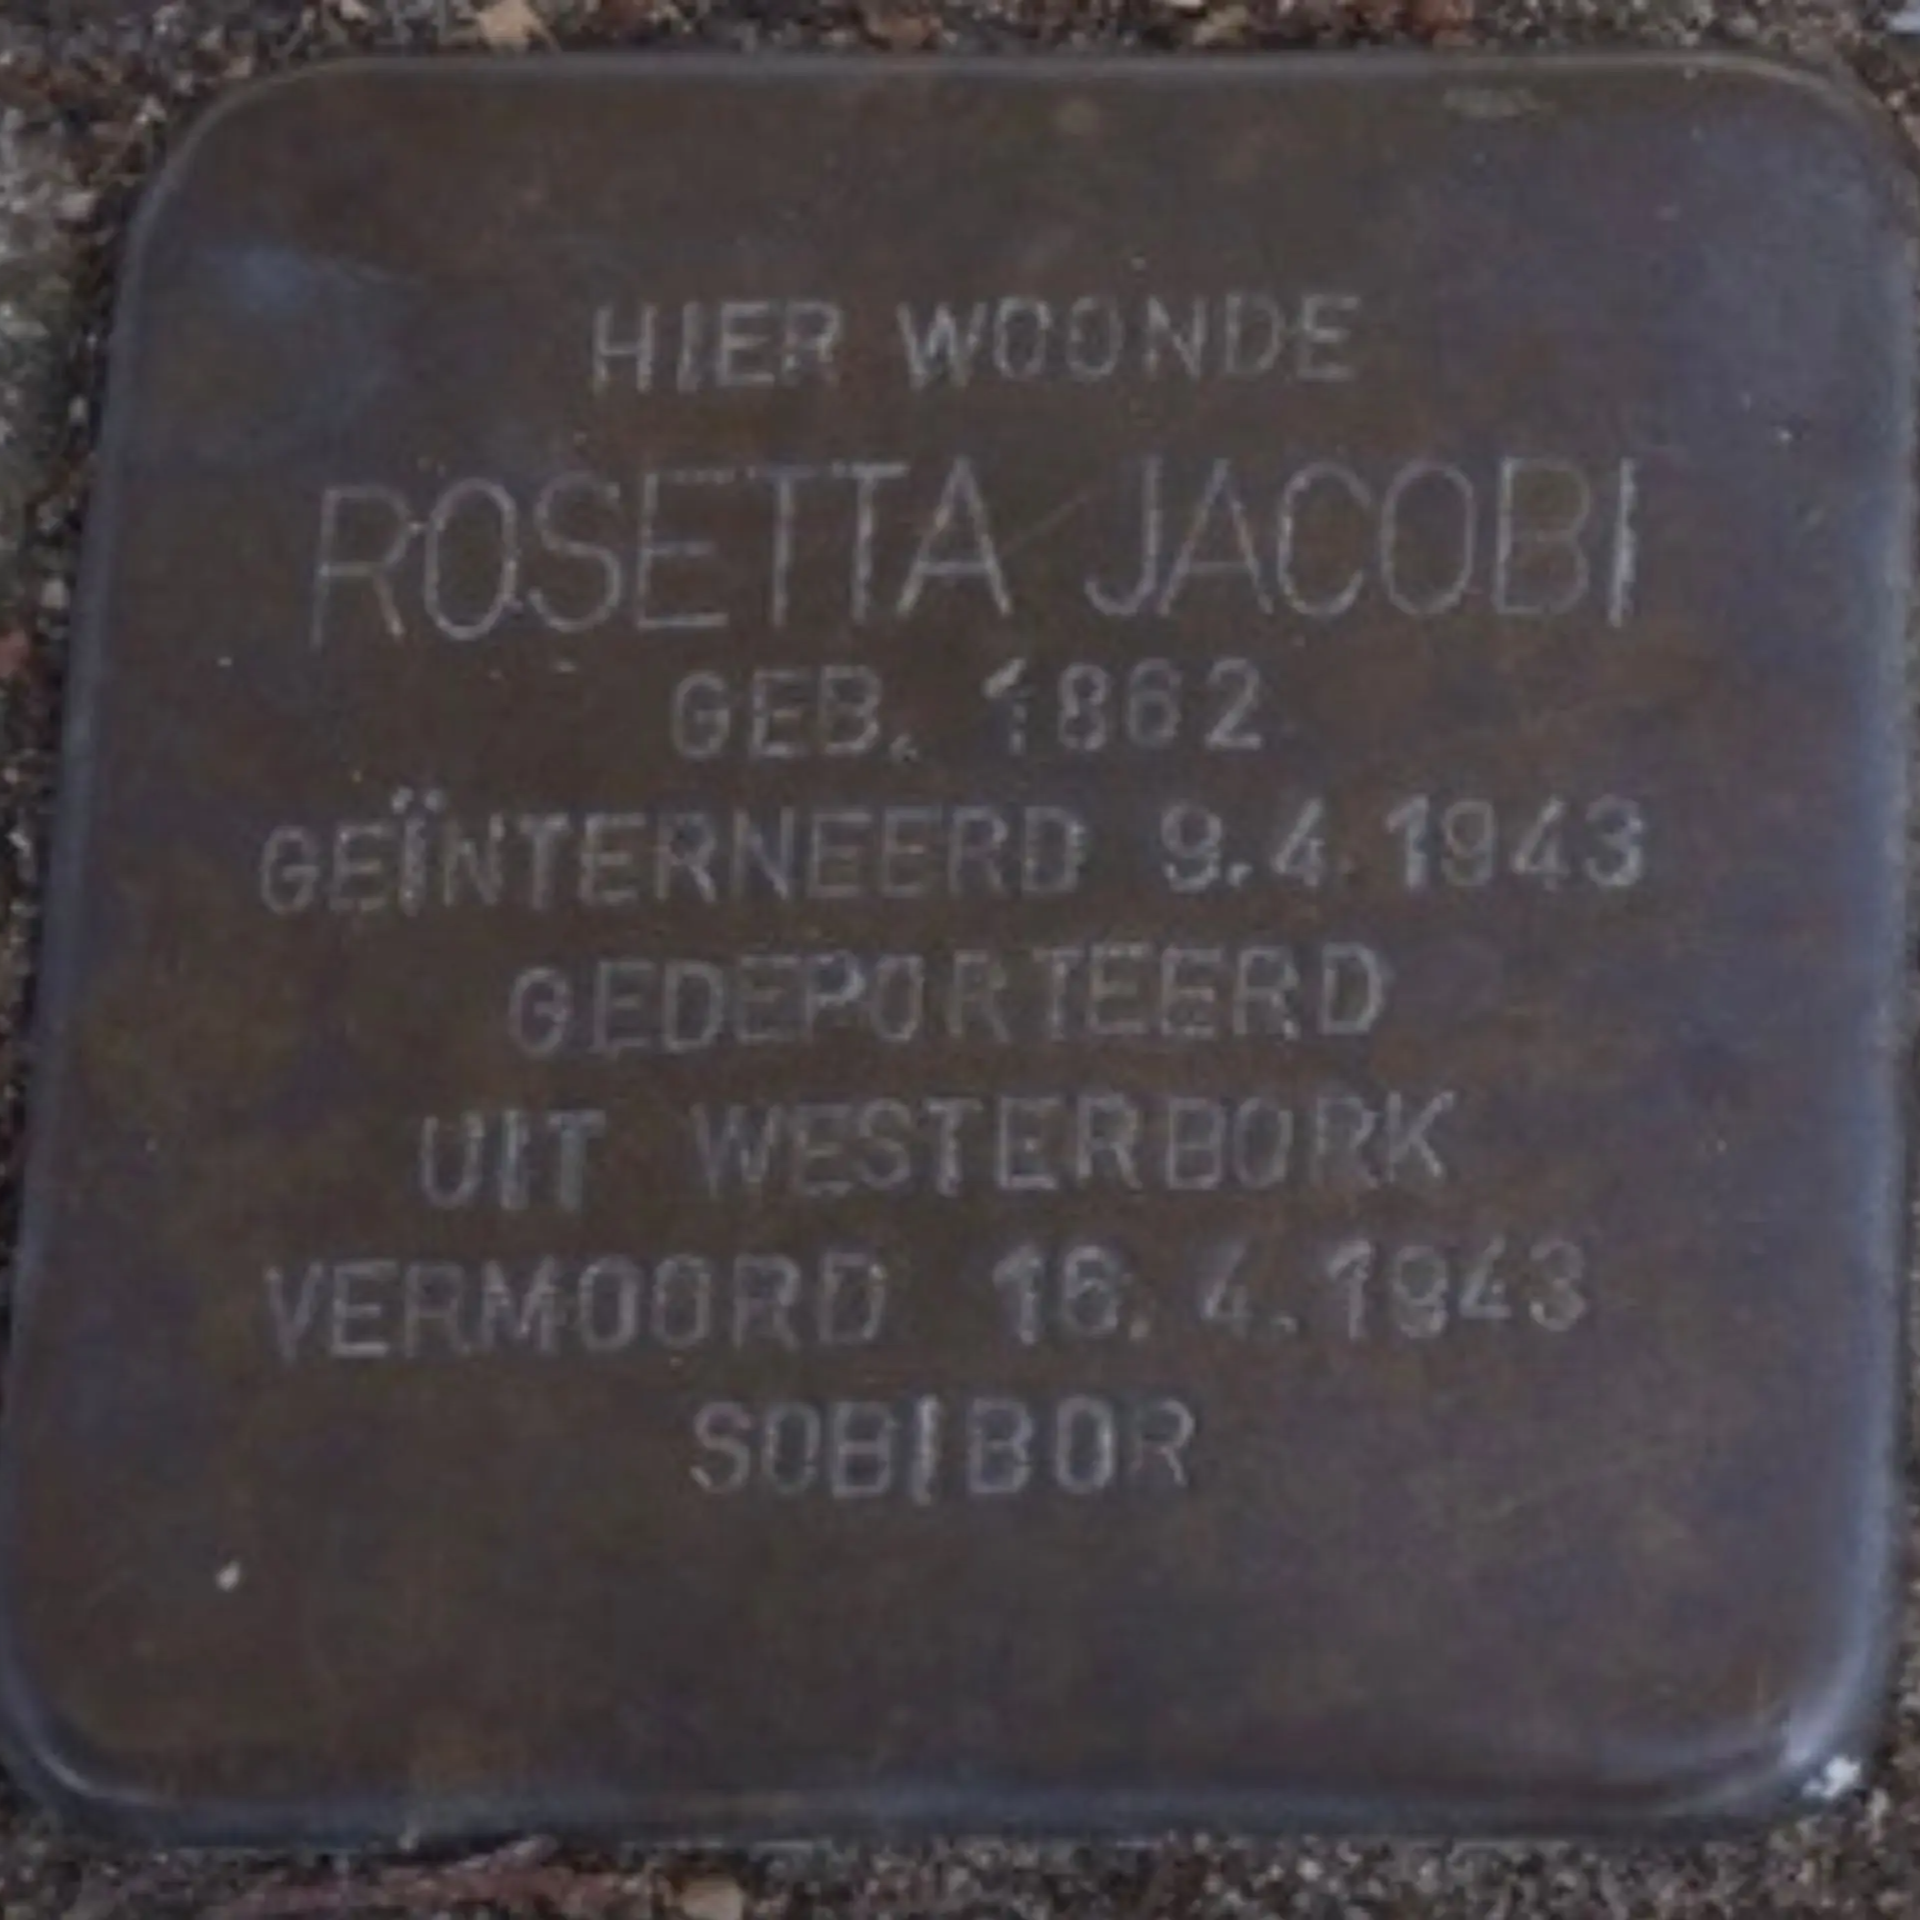 HIER WOONDE
ROSETTA JACOBI
GEB. 1862
GEÏNTERNEERD 9.4.1943
GEDEPORTEERD
UIT WESTERBORK
VERMOORD 16.4.1943
SOBIBOR